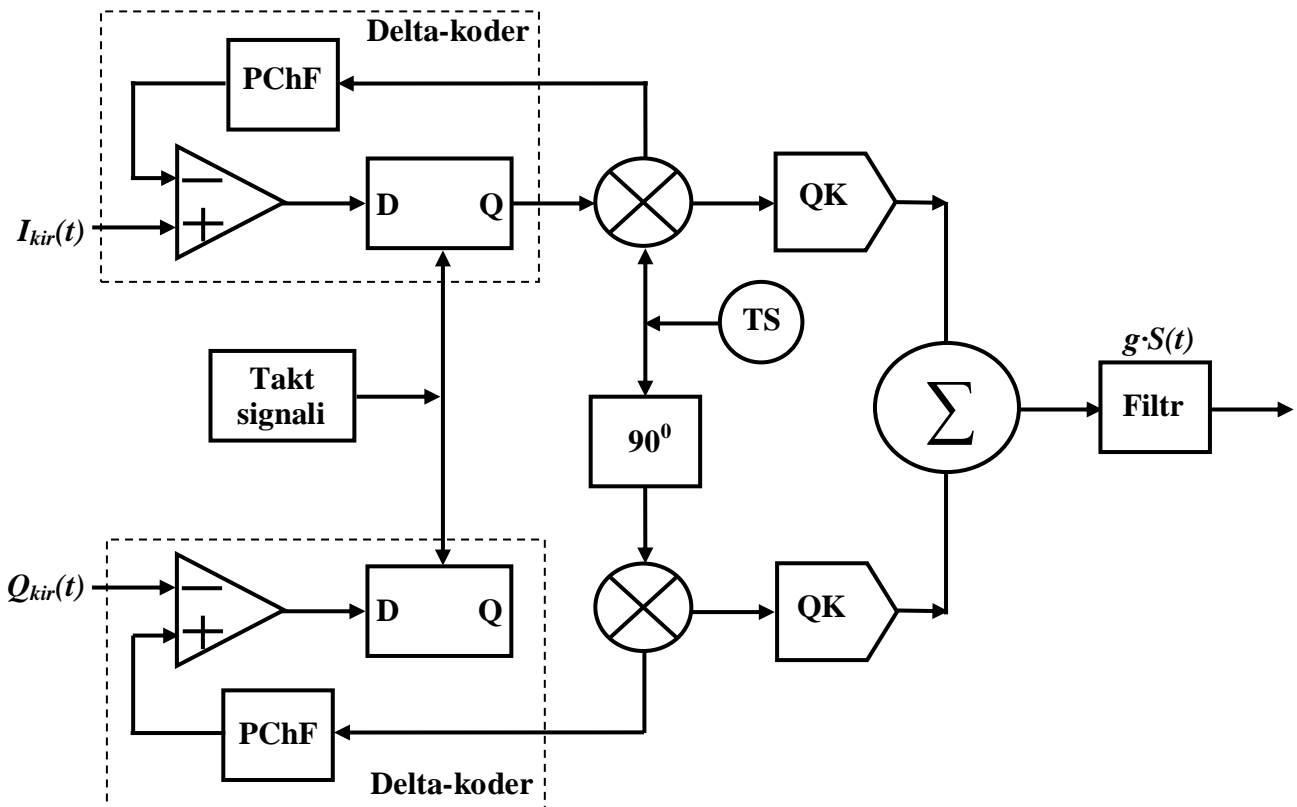 Delta-koder
PChF
−
+
I_kir(t)
D Q
QK
TS
Takt
signali
90⁰
∑
g·S(t)
Filtr
Q_kir(t)
−
+
D Q
QK
PChF
Delta-koder